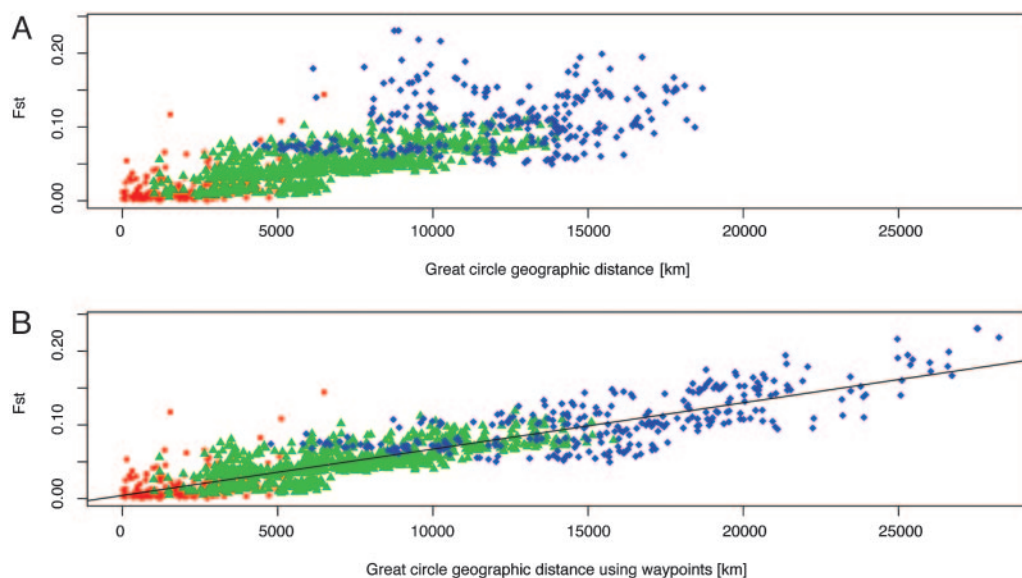 A
Fst
0.00 0.10 0.20
0 5000 10000 15000 20000 25000
Great circle geographic distance [km]
B
Fst
0.00 0.10 0.20
0 5000 10000 15000 20000 25000
Great circle geographic distance using waypoints [km]